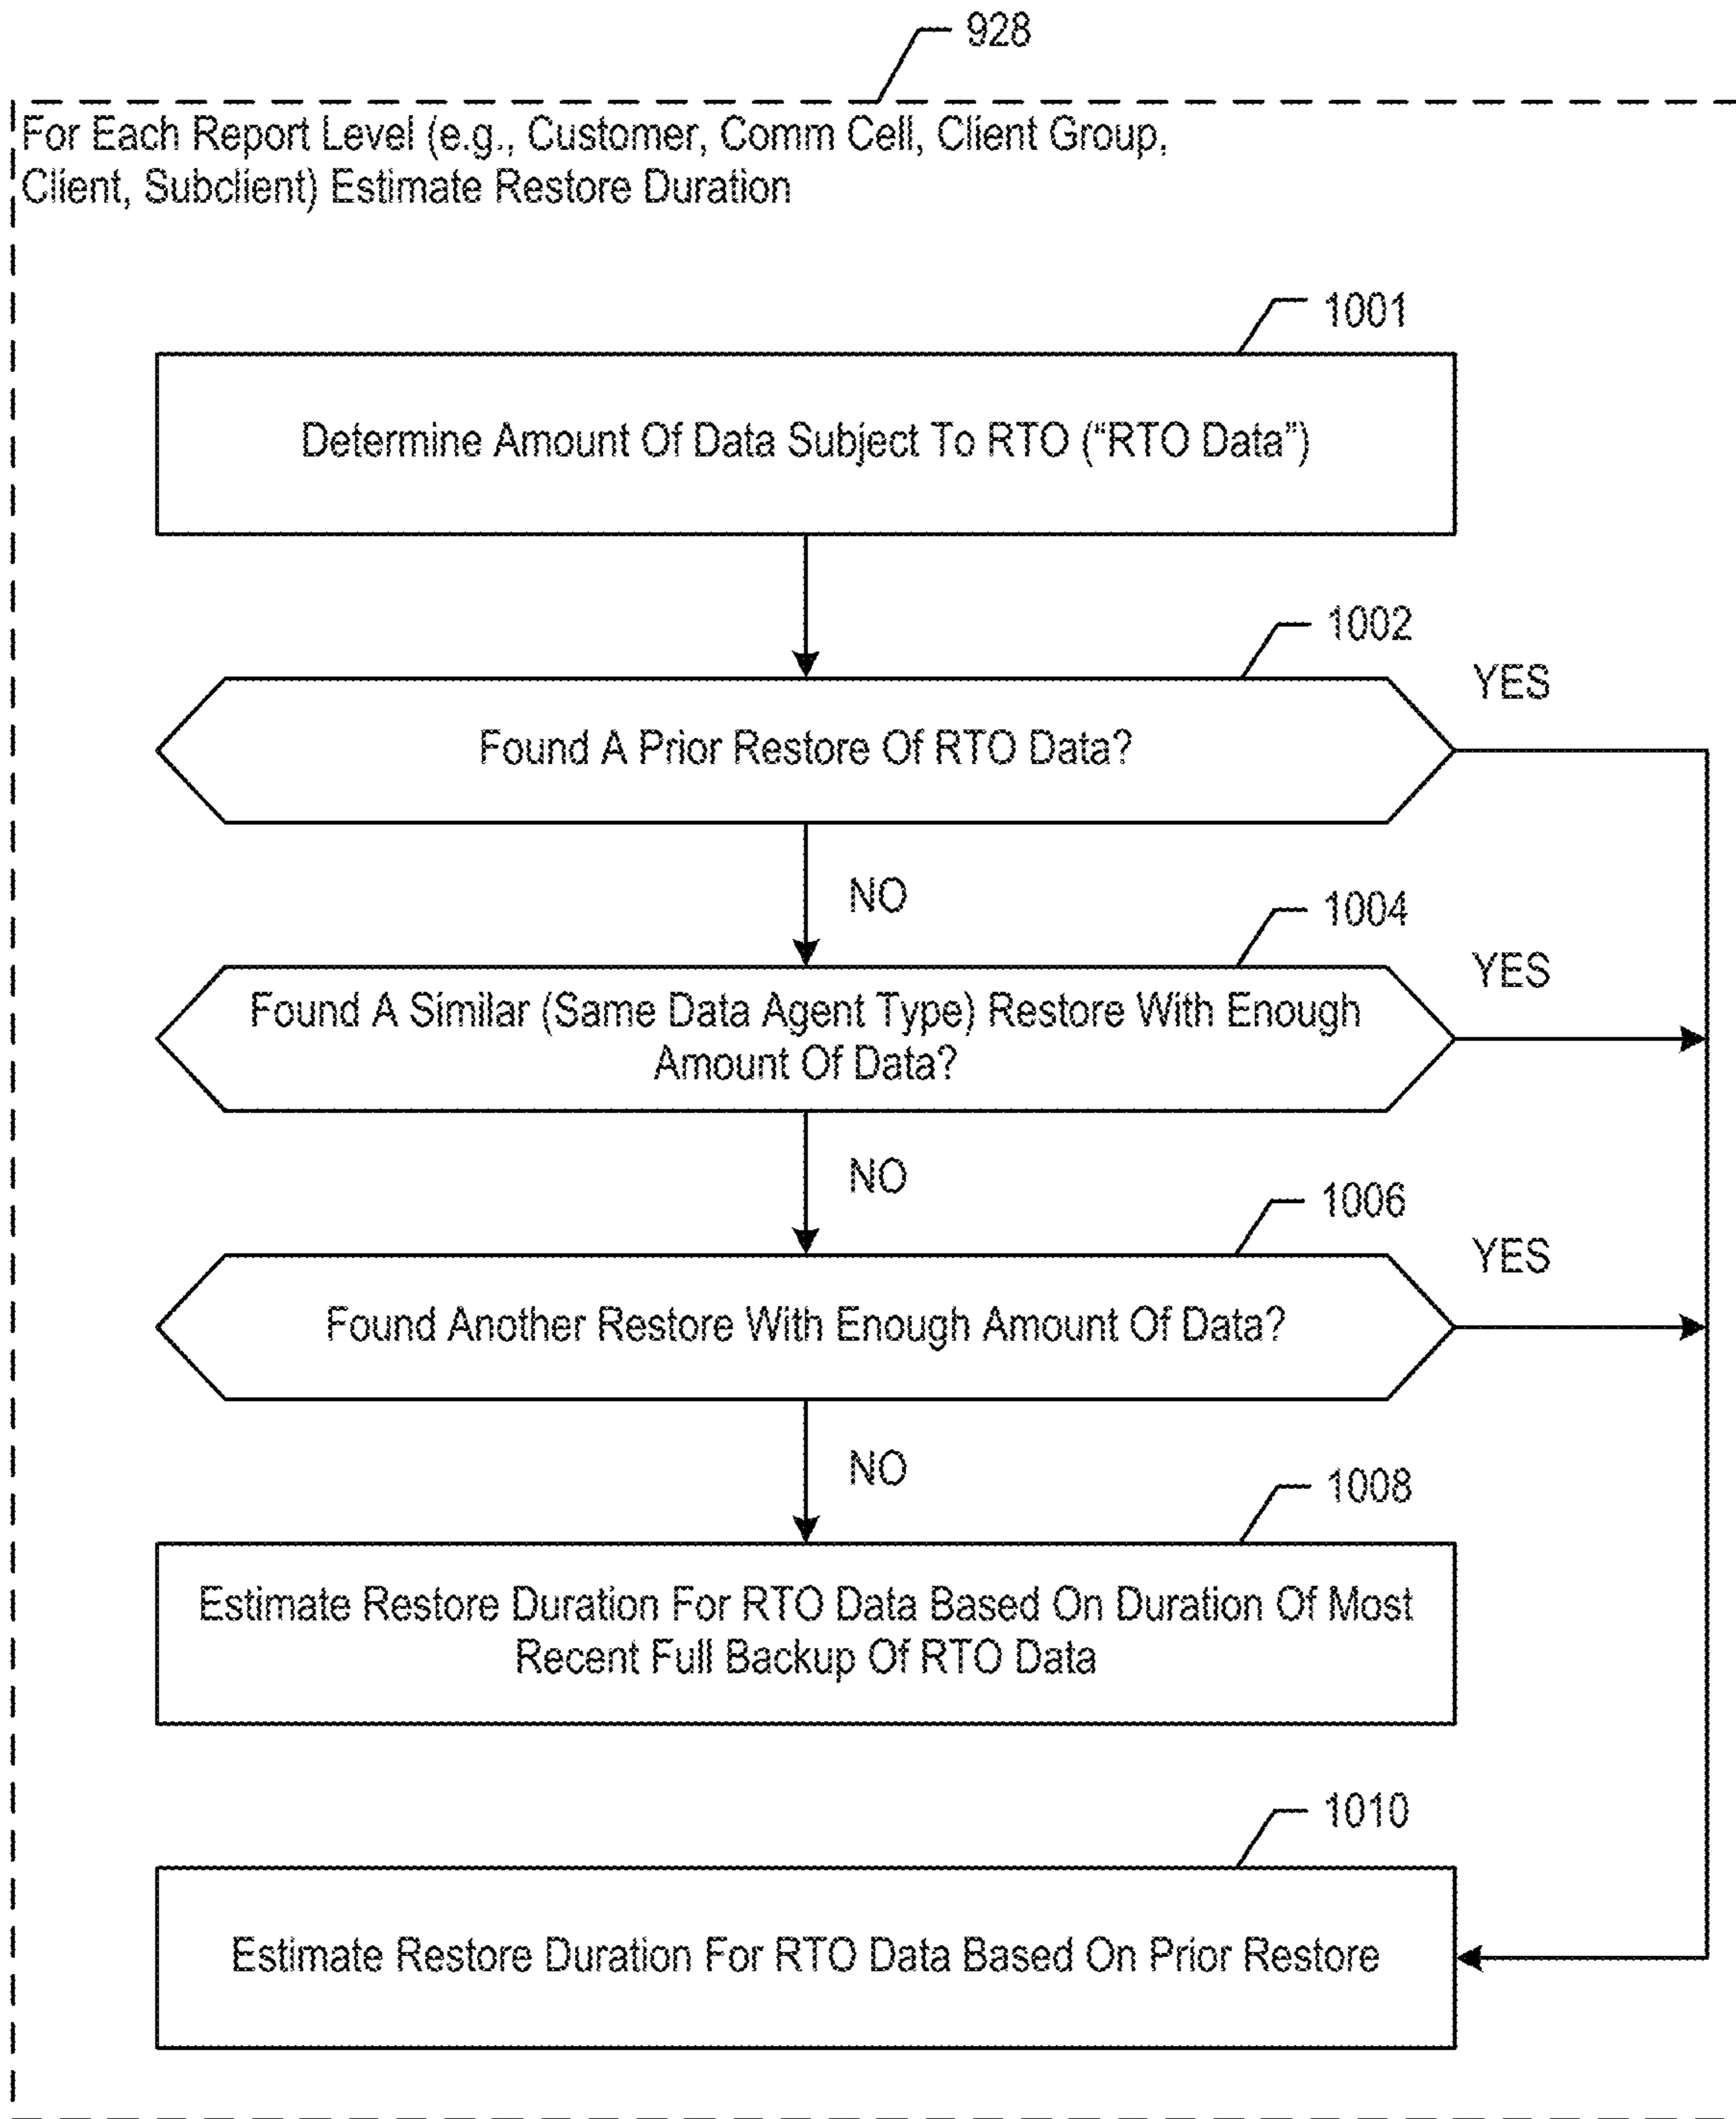 928
For Each Report Level (e.g., Customer, Comm Cell, Client Group,
Client, Subclient) Estimate Restore Duration
1001
Determine Amount Of Data Subject To RTO (“RTO Data”)
1002
YES
Found A Prior Restore Of RTO Data?
NO
1004
YES
Found A Similar (Same Data Agent Type) Restore With Enough
Amount Of Data?
NO
1006
YES
Found Another Restore With Enough Amount Of Data?
NO
1008
Estimate Restore Duration For RTO Data Based On Duration Of Most
Recent Full Backup Of RTO Data
1010
Estimate Restore Duration For RTO Data Based On Prior Restore